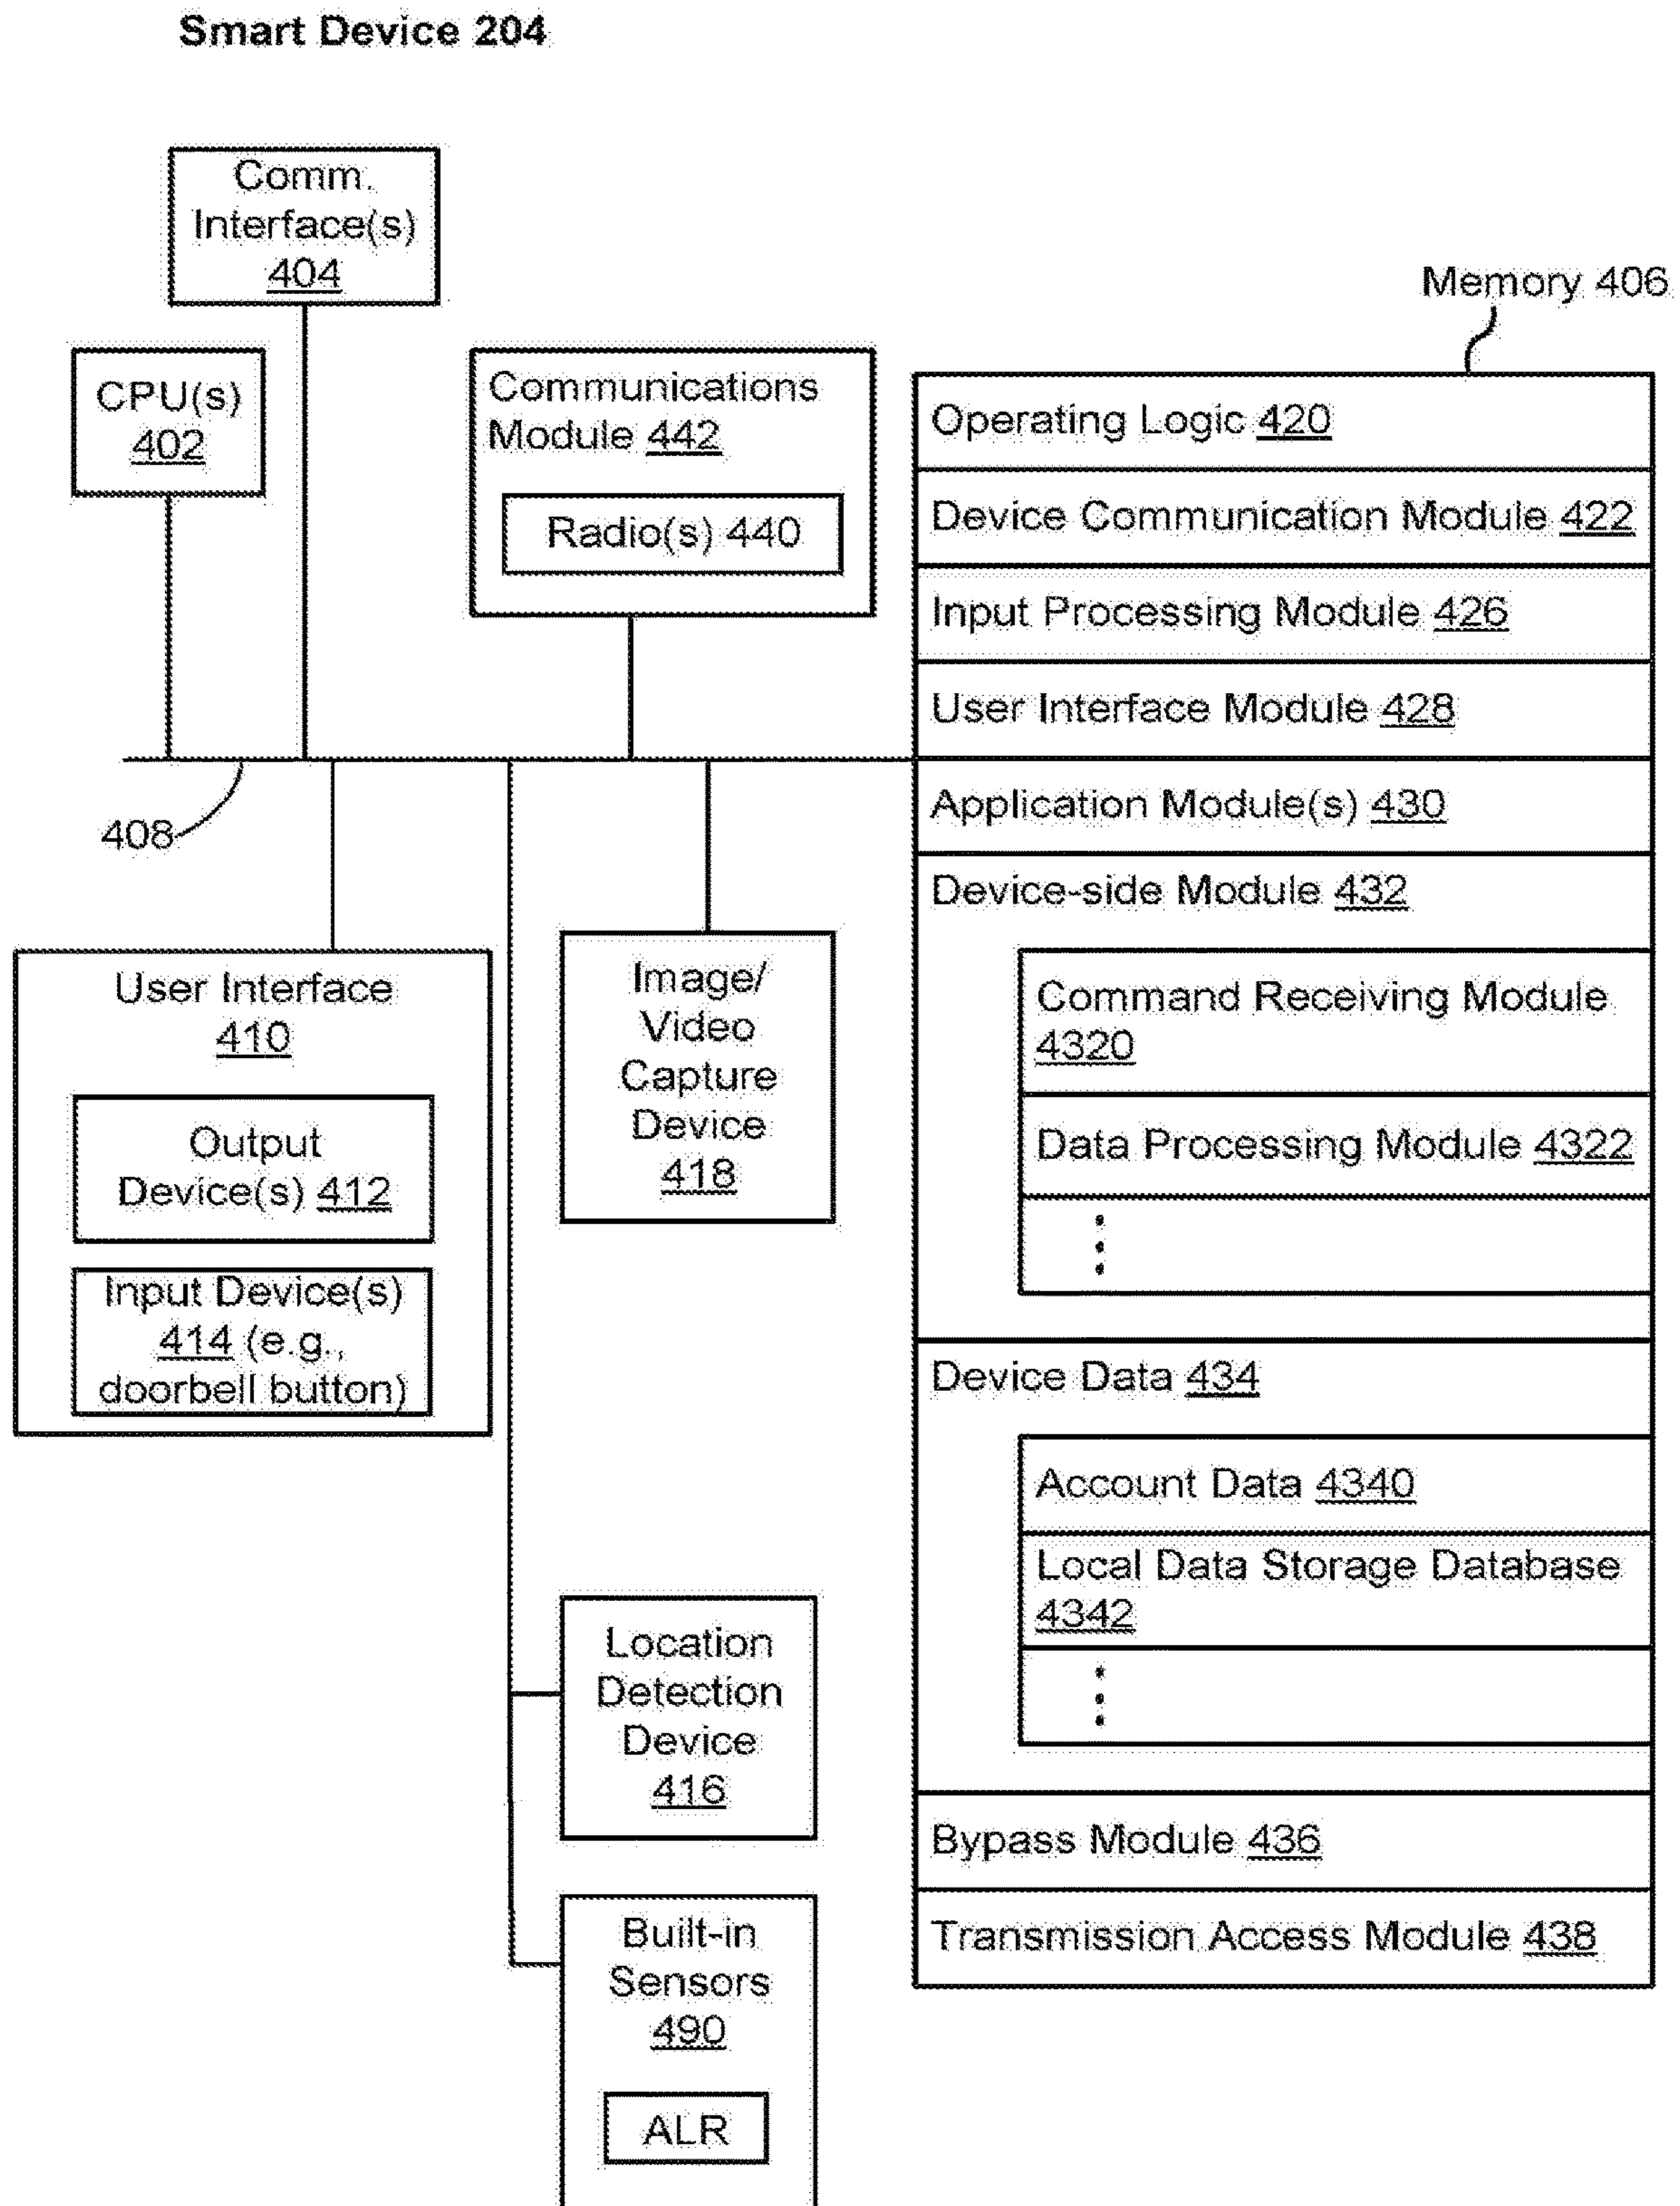 Smart Device 204
Comm.
Interface(s)
404
CPU(s)
402
Communications
Module 442
Radio(s) 440
408
User Interface
410
Output
Device(s) 412
Input Device(s)
414 (e.g.,
doorbell button)
Image/
Video
Capture
Device
418
Location
Detection
Device
416
Built-in
Sensors
490
ALR
Memory 406
Operating Logic 420
Device Communication Module 422
Input Processing Module 426
User Interface Module 428
Application Module(s) 430
Device-side Module 432
Command Receiving Module
4320
Data Processing Module 4322
Device Data 434
Account Data 4340
Local Data Storage Database
4342
Bypass Module 436
Transmission Access Module 438